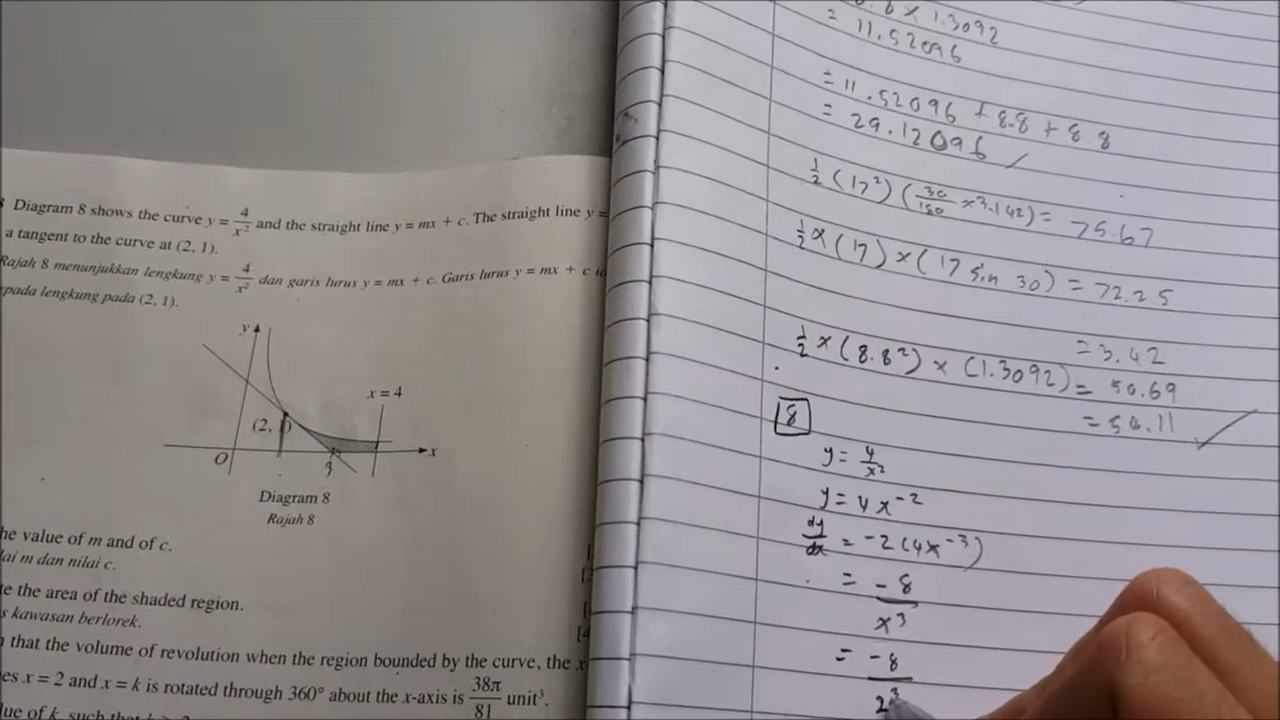 Diagram 8 shows the curve y = 4/x² and the straight line y = mx + c. The straight line y =
a tangent to the curve at (2, 1).
Rajah 8 menunjukkan lengkung y = 4/x² dan garis lurus y = mx + c. Garis lurus y = mx + c
pada lengkung pada (2, 1).
y
x = 4
(2,
O
3
x
Diagram 8
Rajah 8
he value of m and of c.
lai m dan nilai c.
te the area of the shaded region.
s kawasan berlorek.
that the volume of revolution when the region bounded by the curve, the x
es x = 2 and x = k is rotated through 360° about the x-axis is 38π/81 unit³.
lue of k, such that k
x 1.3092
= 11.52096
= 11.52096 + 8.8 + 8.8
= 29.12096
1/2 (17²) (30/180 x 3.142) = 75.67
1/2 x (17) x (17 sin 30) = 72.25
= 3.42
1/2 x (8.8²) x (1.3092) = 50.69
= 54.11
8
y = 4/x²
y = 4x⁻²
dy/dx = -2(4x⁻³)
= -8/x³
= -8/2³